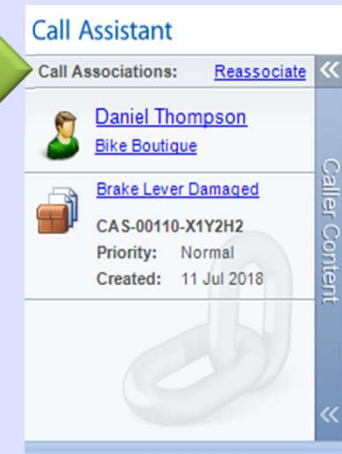 Call Assistant
Call Associations: Reassociate
Daniel Thompson
Bike Boutique
Brake Lever Damaged
CAS-00110-X1Y2H2
Priority: Normal
Created: 11 Jul 2018
Caller Content